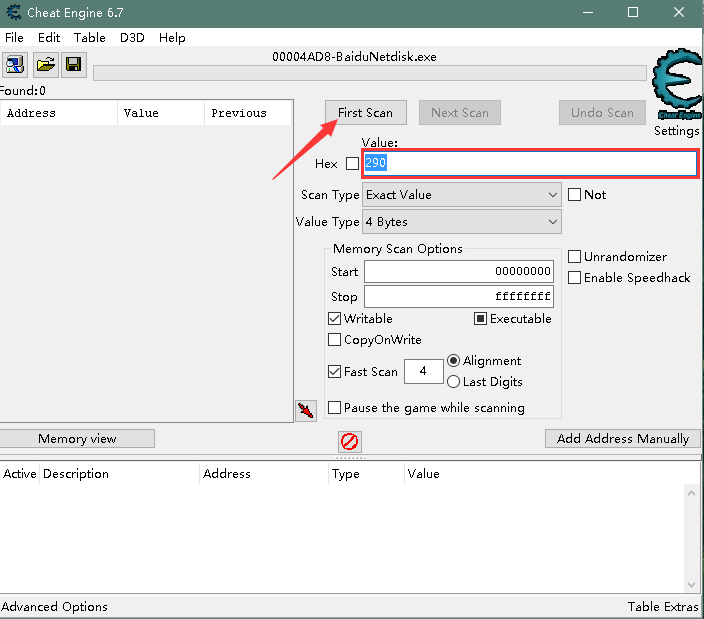 Cheat Engine 6.7
File Edit Table D3D Help
00004AD8-BaiduNetdisk.exe
Found:0
Address Value Previous
First Scan Next Scan Undo Scan
Cheat Engine
Settings
Value:
Hex 290
Scan Type Exact Value Not
Value Type 4 Bytes
Memory Scan Options
Unrandomizer
Start 00000000
Enable Speedhack
Stop ffffffff
Writable Executable
CopyOnWrite
Fast Scan 4 Alignment
Last Digits
Pause the game while scanning
Memory view Add Address Manually
Active Description Address Type Value
Advanced Options Table Extras